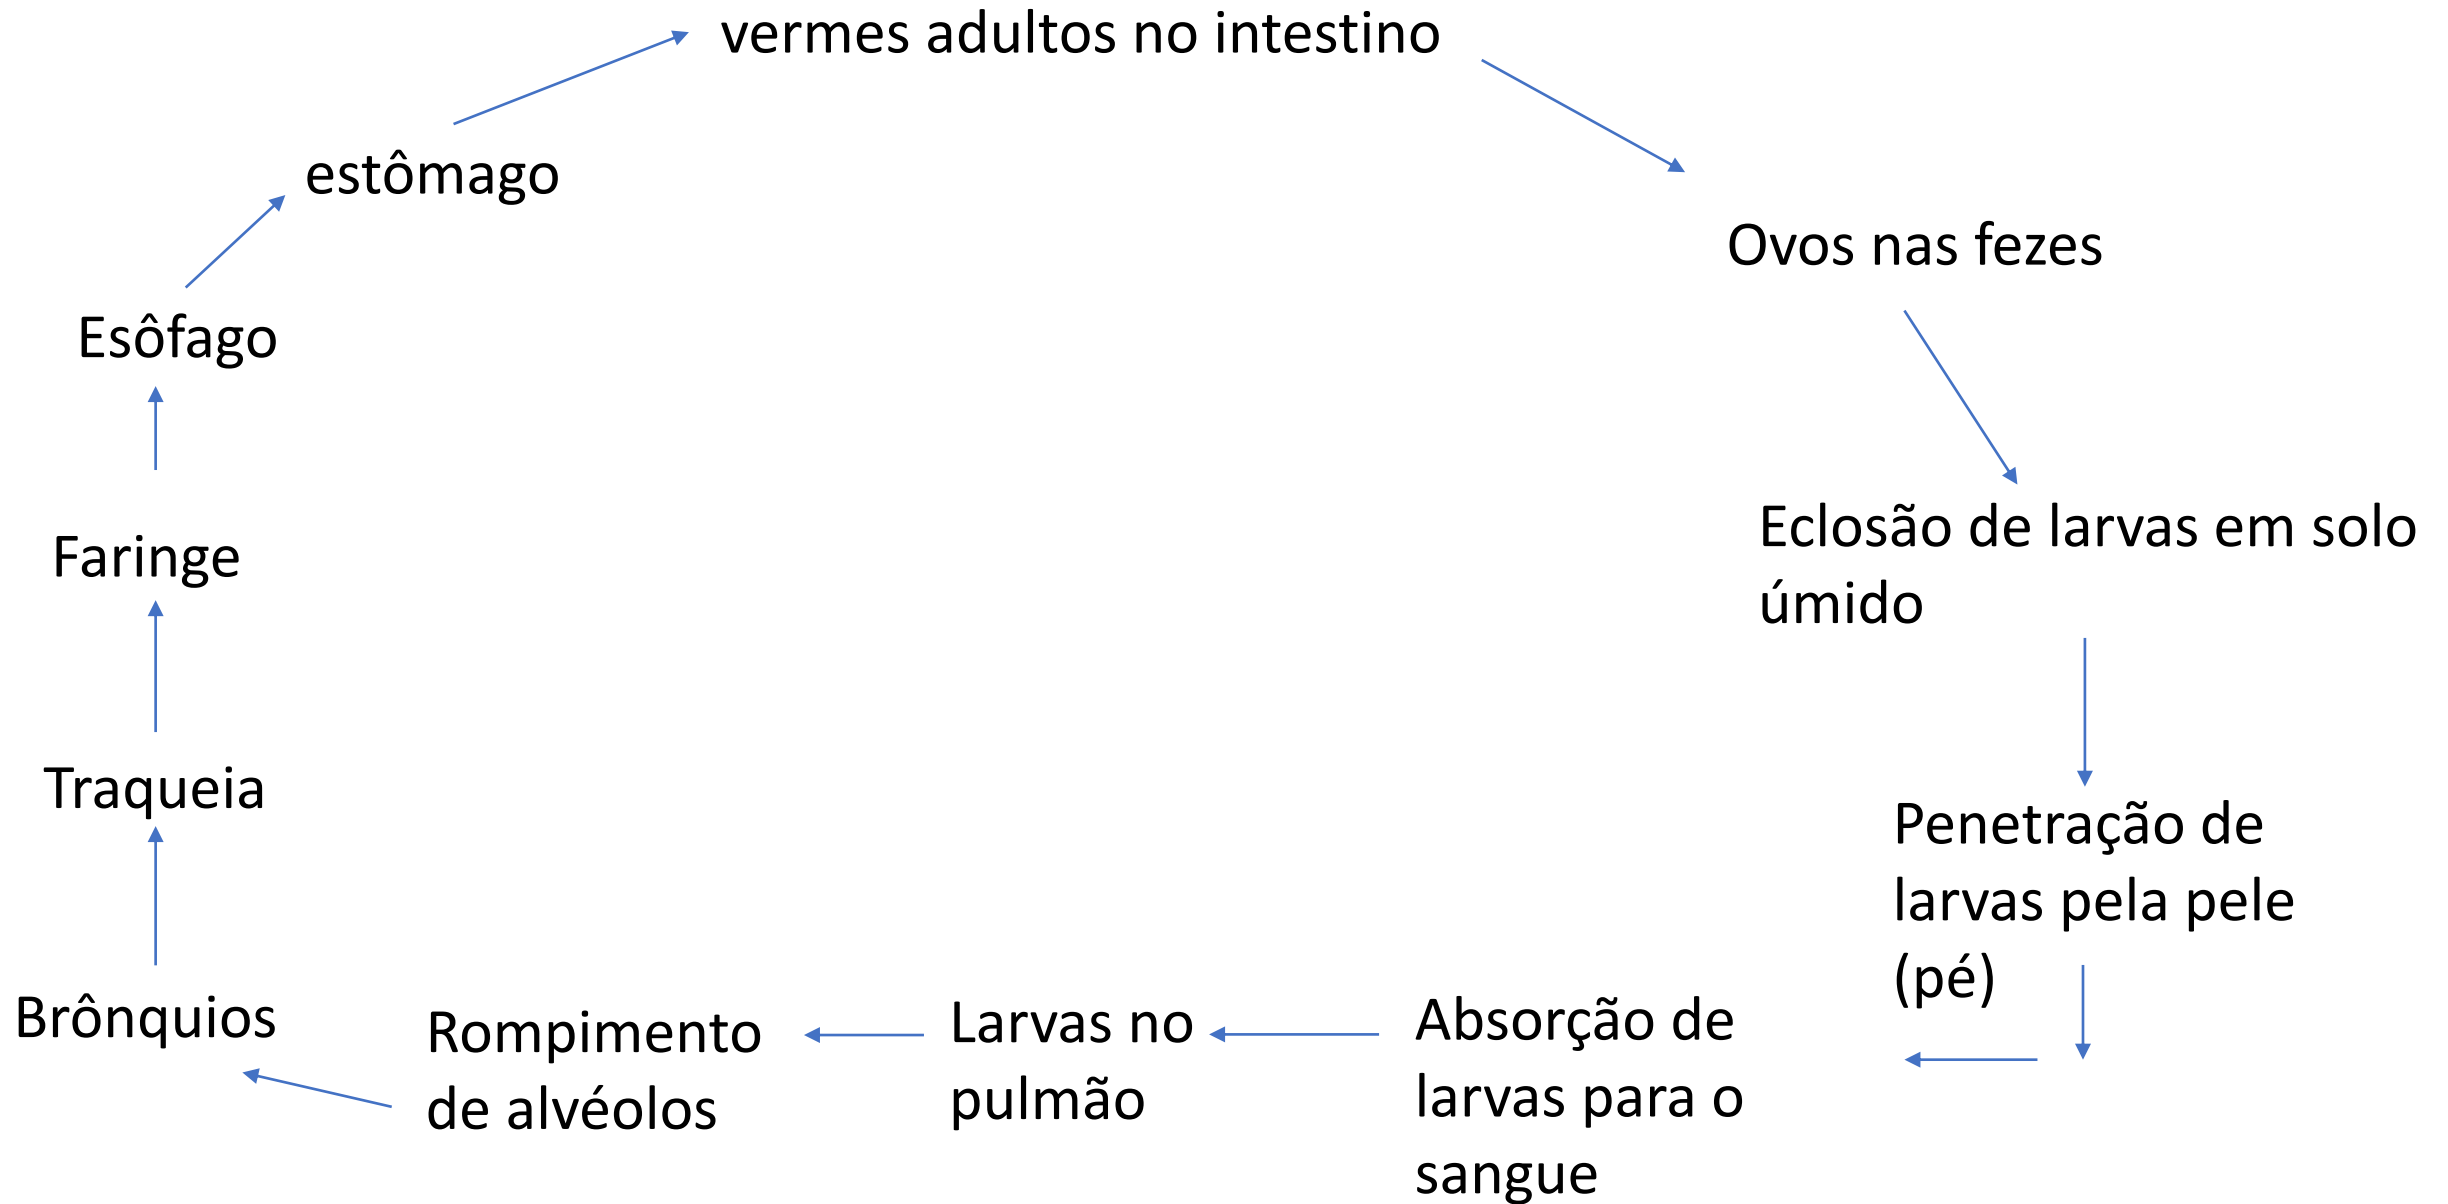 vermes adultos no intestino
Ovos nas fezes
Eclosão de larvas em solo
úmido
Penetração de
larvas pela pele
(pé)
Absorção de
larvas para o
sangue
Larvas no
pulmão
Rompimento
de alvéolos
Brônquios
Traqueia
Faringe
Esôfago
estômago